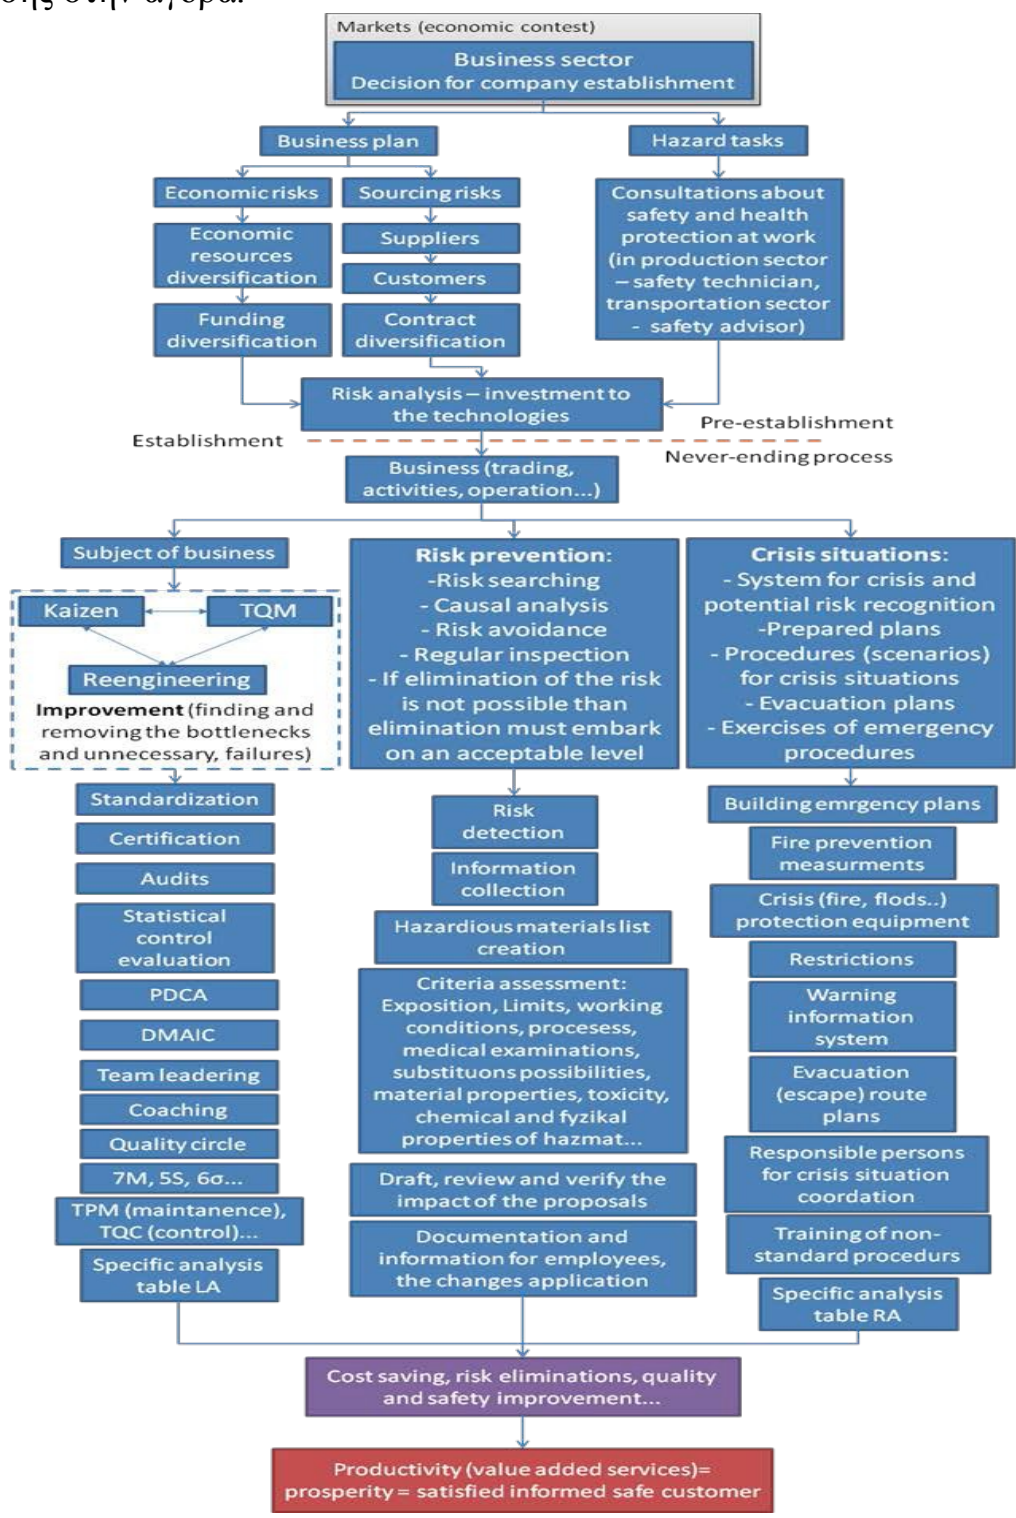 στην αγορά.
Markets (economic contest)
Business sector
Decision for company establishment
Business plan
Hazard tasks
Economic risks
Sourcing risks
Consultations about
safety and health
protection at work
(in production sector
– safety technician,
transportation sector
- safety advisor)
Economic
resources
diversification
Suppliers
Customers
Funding
diversification
Contract
diversification
Risk analysis – investment to
the technologies
Pre-establishment
Establishment
Never-ending process
Business (trading,
activities, operation...)
Subject of business
Kaizen
TQM
Reengineering
Improvement (finding and
removing the bottlenecks
and unnecessary, failures)
Risk prevention:
-Risk searching
- Causal analysis
- Risk avoidance
- Regular inspection
- If elimination of the risk
is not possible than
elimination must embark
on an acceptable level
Crisis situations:
- System for crisis and
potential risk recognition
-Prepared plans
- Procedures (scenarios)
for crisis situations
- Evacuation plans
- Exercises of emergency
procedures
Standardization
Certification
Audits
Statistical
control
evaluation
PDCA
DMAIC
Team leadering
Coaching
Quality circle
7M, 5S, 6σ...
TPM (maintanence),
TQC (control)...
Specific analysis
table LA
Risk
detection
Information
collection
Hazardious materials list
creation
Criteria assessment:
Exposition, Limits, working
conditions, procesess,
medical examinations,
substituons possibilities,
material properties, toxicity,
chemical and fyzikal
properties of hazmat...
Draft, review and verify the
impact of the proposals
Documentation and
information for employees,
the changes application
Building emrgency plans
Fire prevention
measurments
Crisis (fire, flods..)
protection equipment
Restrictions
Warning
information
system
Evacuation
(escape) route
plans
Responsible persons
for crisis situation
coordation
Training of non-
standard procedurs
Specific analysis
table RA
Cost saving, risk eliminations, quality
and safety improvement...
Productivity (value added services)=
prosperity = satisfied informed safe customer